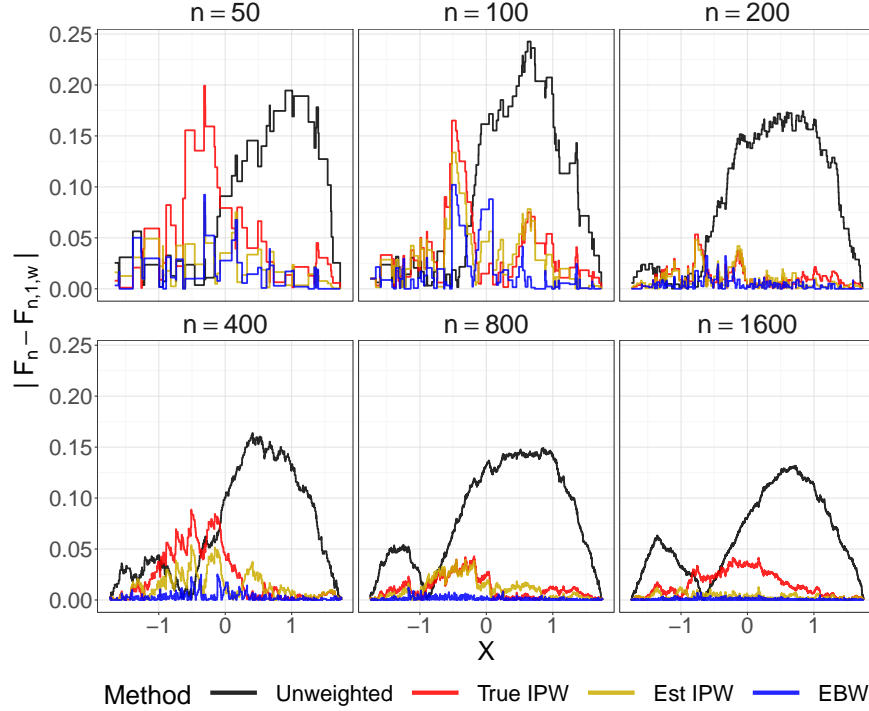 n = 50
n = 100
n = 200
0.25
0.20
0.15
0.10
0.05
0.00
n = 400
n = 800
n = 1600
0.25
0.20
0.15
0.10
0.05
0.00
| Fn − Fn,1,w |
−1 0 1
−1 0 1
−1 0 1
X
Method Unweighted True IPW Est IPW EBW